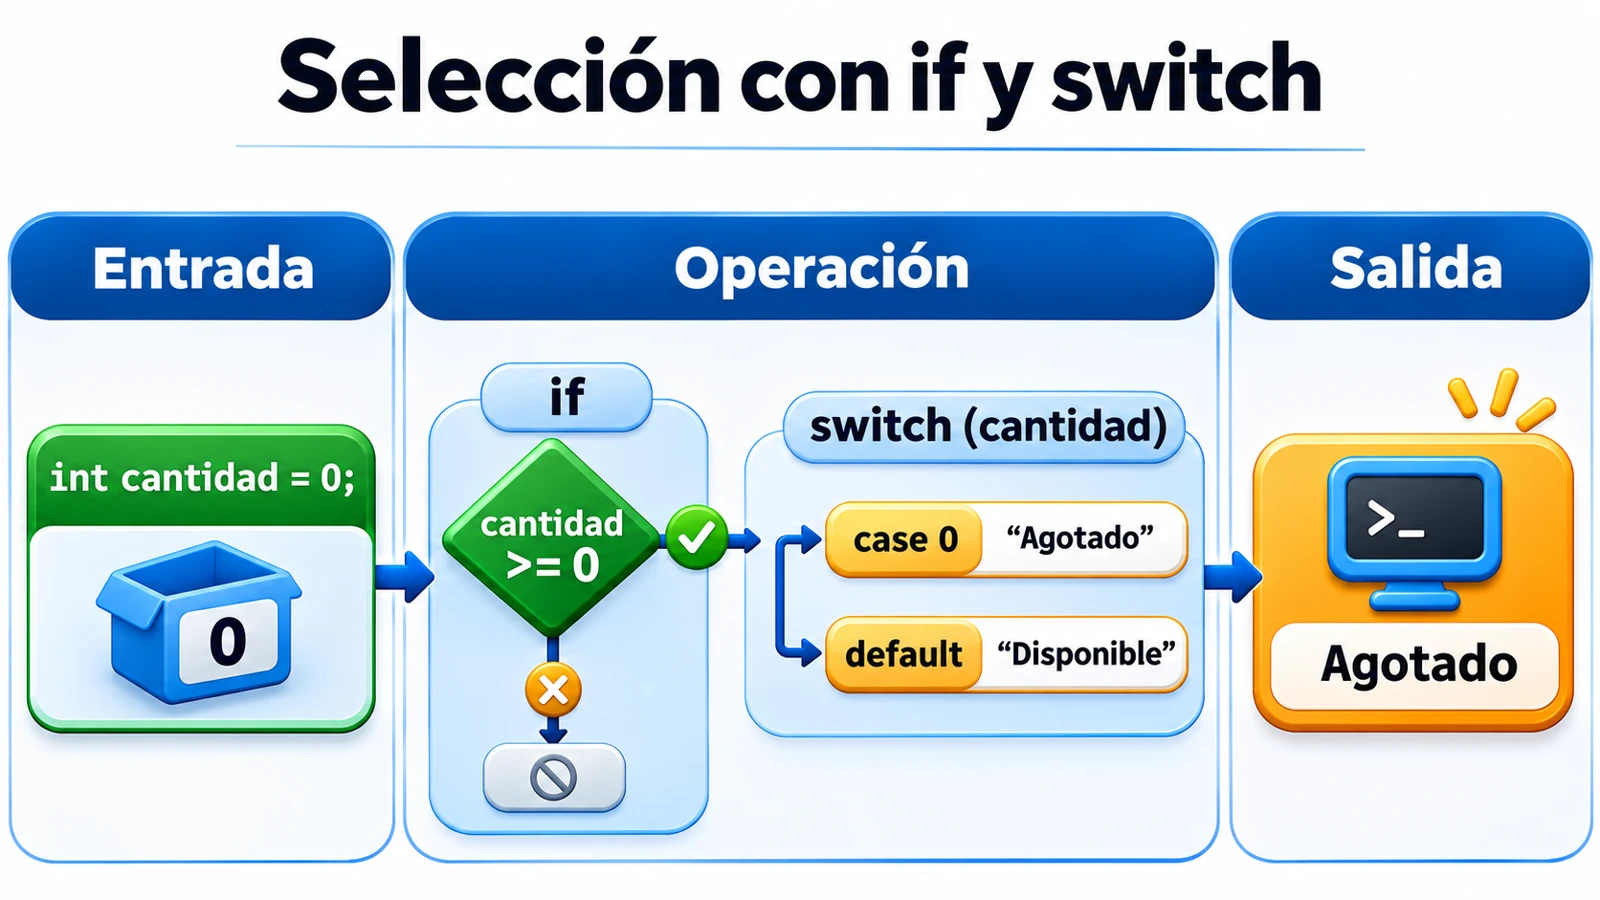 Selección con if y switch
Entrada
Operación
Salida
int cantidad = 0;
0
if
cantidad
>= 0
switch (cantidad)
case 0
“Agotado”
default
“Disponible”
>_
Agotado